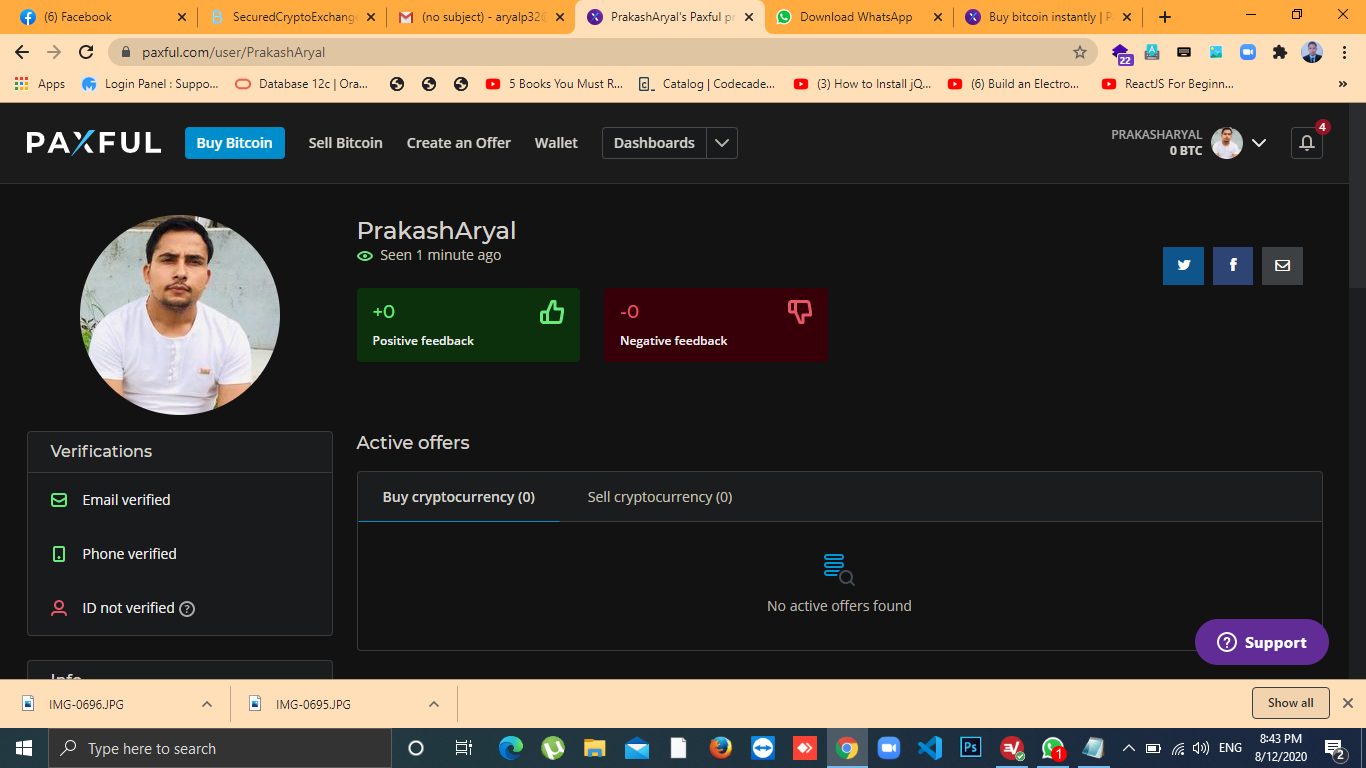 (6) Facebook
SecuredCryptoExchang
(no subject) - aryalp32@
PrakashAryal's Paxful pr
Download WhatsApp
Buy bitcoin instantly | P
paxful.com/user/PrakashAryal
22
Apps
Login Panel : Suppo...
Database 12c | Ora...
5 Books You Must R...
Catalog | Codecade...
(3) How to Install jQ...
(6) Build an Electro...
ReactJS For Beginn...
PAXFUL
Buy Bitcoin
Sell Bitcoin
Create an Offer
Wallet
Dashboards
PRAKASHARYAL
0 BTC
4
PrakashAryal
Seen 1 minute ago
+0
Positive feedback
-0
Negative feedback
Verifications
Email verified
Phone verified
ID not verified
Info
Active offers
Buy cryptocurrency (0)
Sell cryptocurrency (0)
No active offers found
Support
IMG-0696.JPG
IMG-0695.JPG
Show all
Type here to search
Ps
1
ENG
8:43 PM
8/12/2020
2